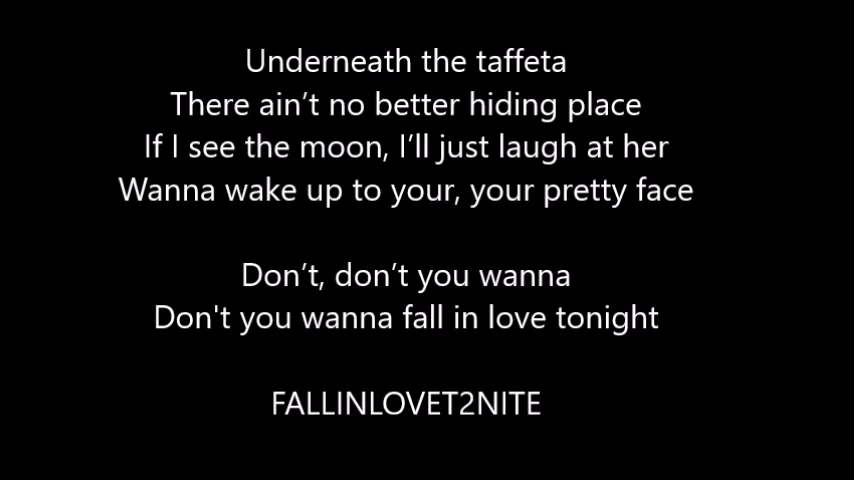 Underneath the taffeta
There ain’t no better hiding place
If I see the moon, I’ll just laugh at her
Wanna wake up to your, your pretty face
Don’t, don’t you wanna
Don't you wanna fall in love tonight
FALLINLOVET2NITE